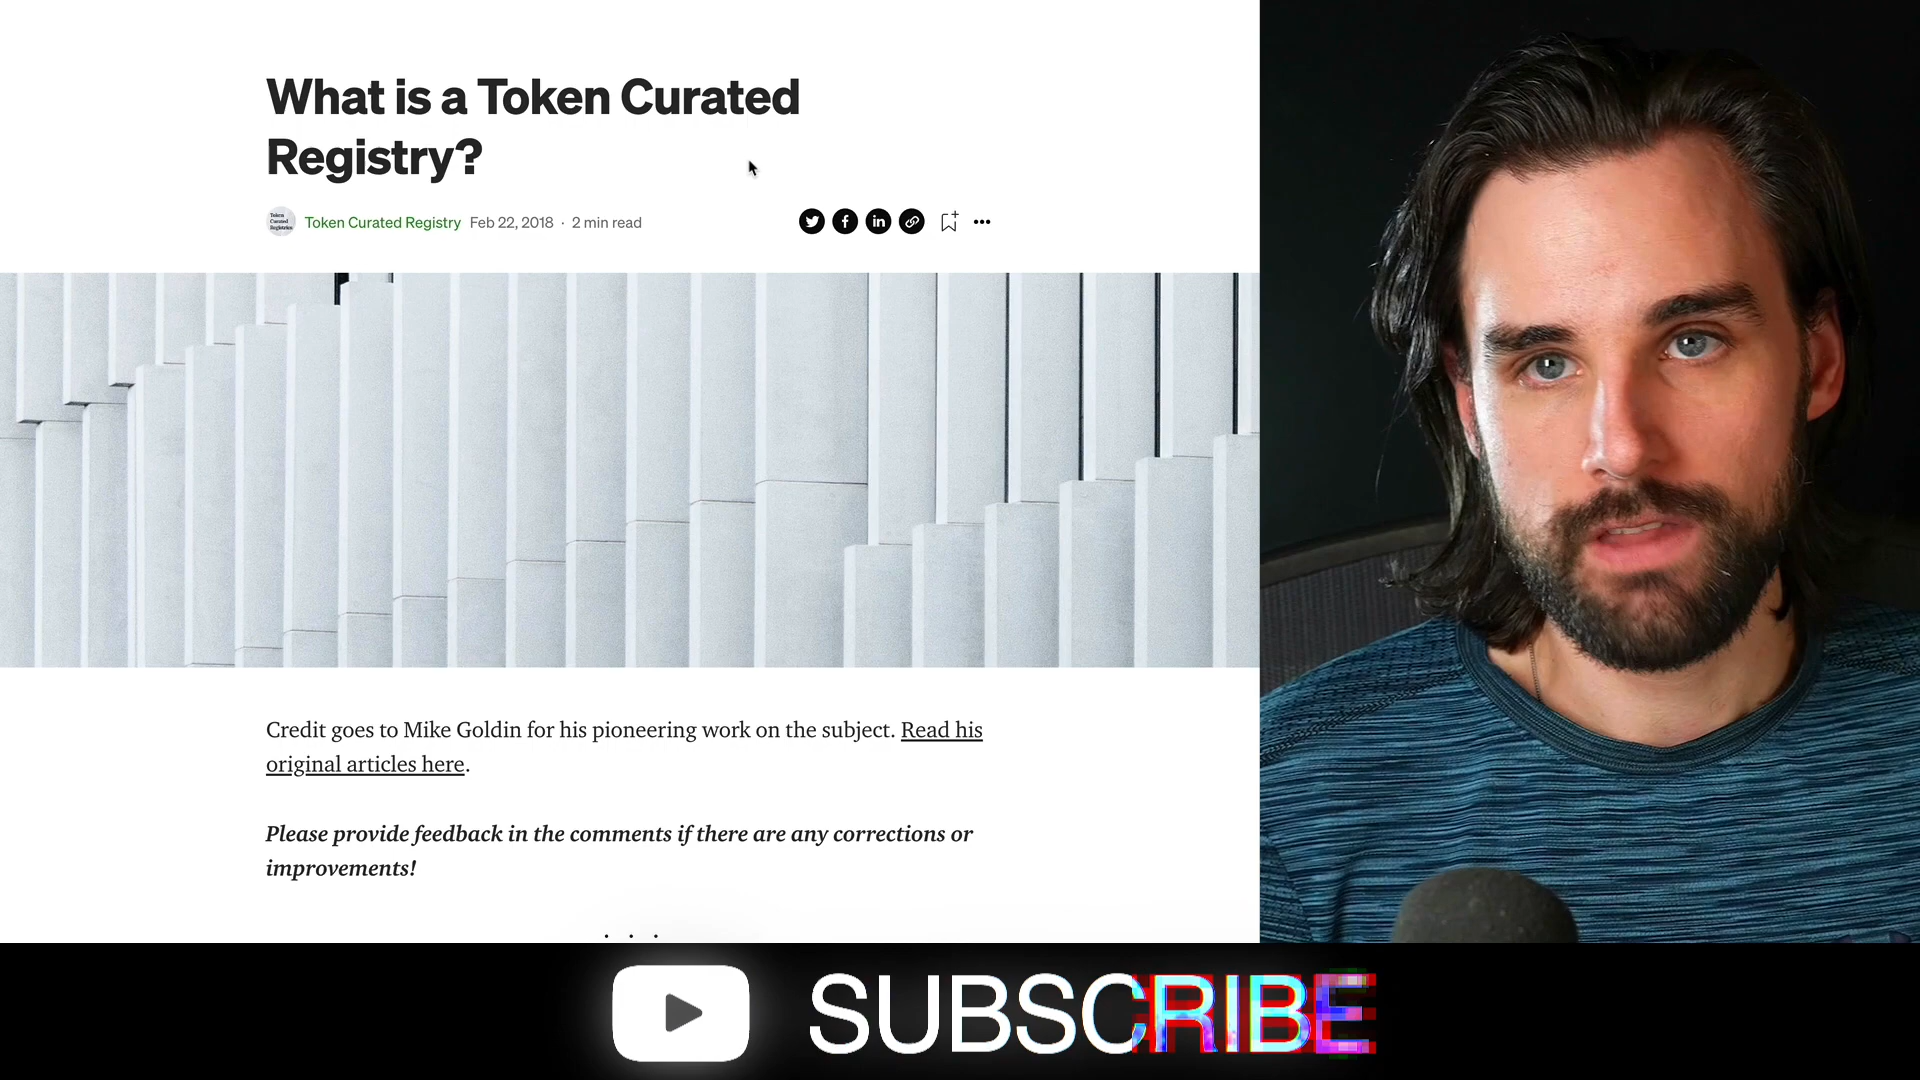 What is a Token Curated
Registry?
Token Curated Registry Feb 22, 2018 · 2 min read
Credit goes to Mike Goldin for his pioneering work on the subject. Read his
original articles here.
Please provide feedback in the comments if there are any corrections or
improvements!
. . .
SUBSCRIBE